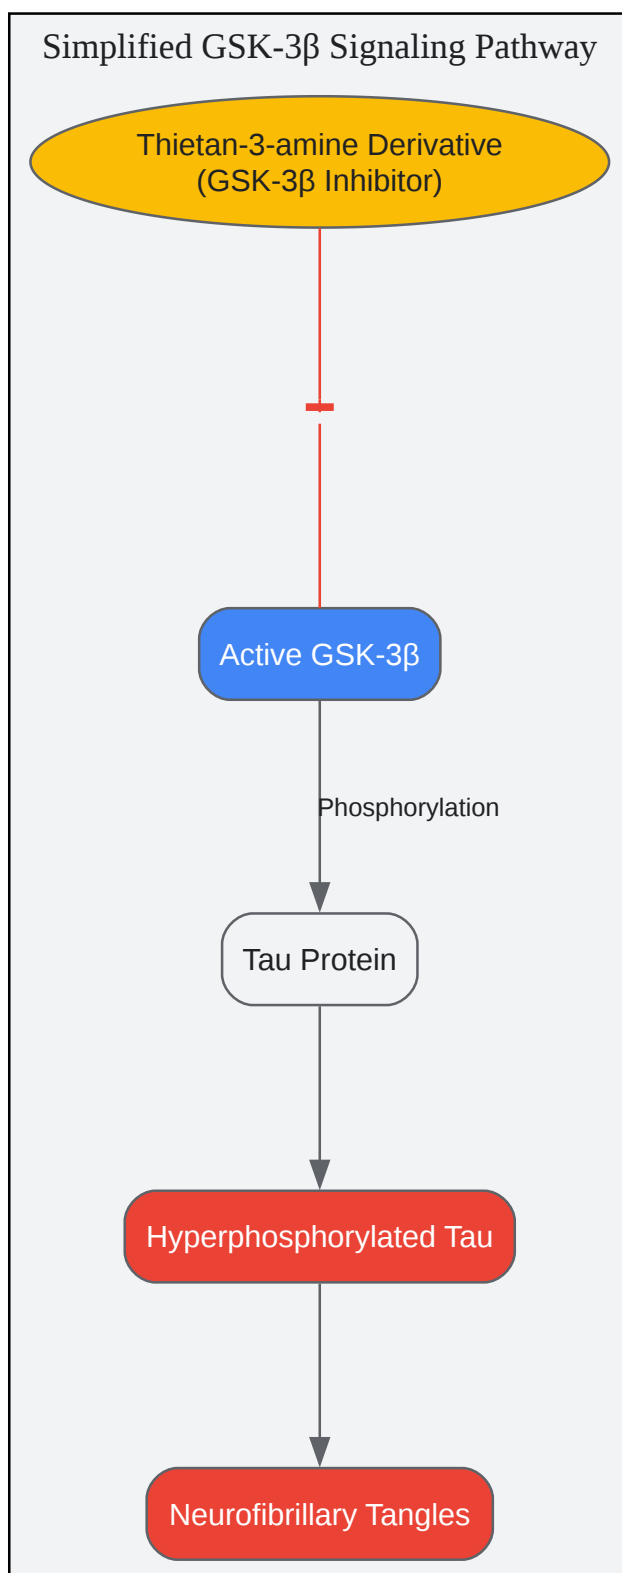 Simplified GSK-3β Signaling Pathway
Thietan-3-amine Derivative
(GSK-3β Inhibitor)
Active GSK-3β
Phosphorylation
Tau Protein
Hyperphosphorylated Tau
Neurofibrillary Tangles